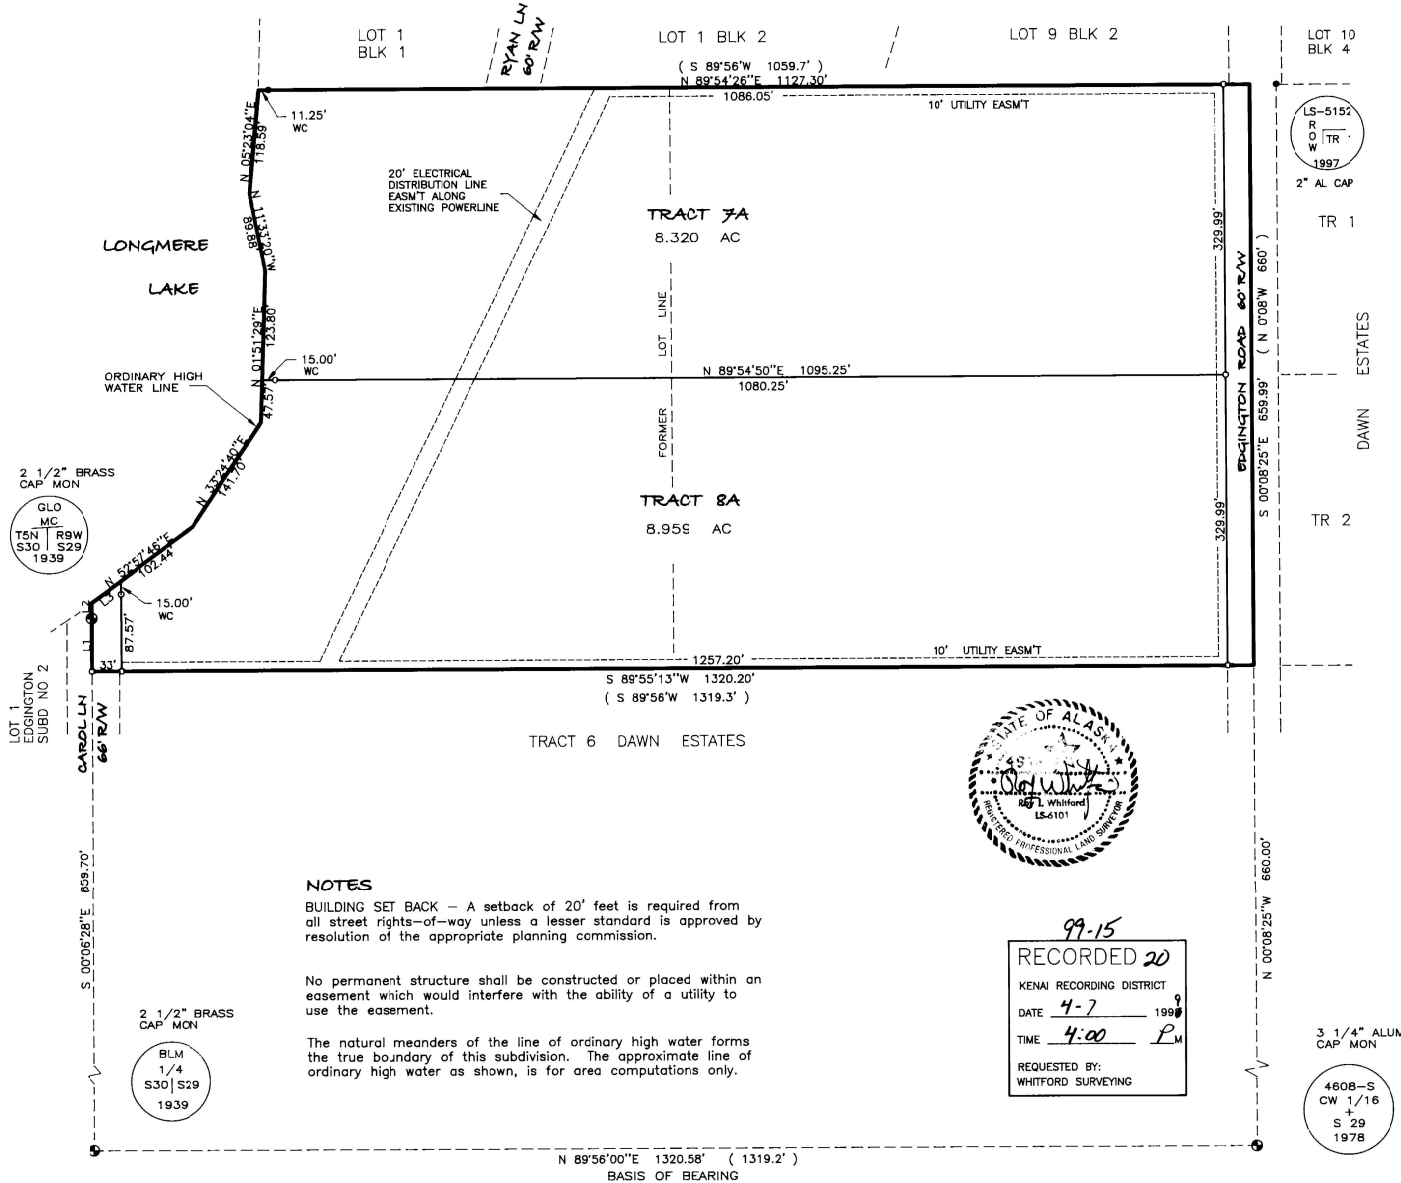 LOT 1
BLK 1
RYAN LN
60' R/W
LOT 1 BLK 2
LOT 9 BLK 2
LOT 10
BLK 4
( S 89°56'W 1059.7' )
N 89°54'26"E 1127.30'
1086.05'
10' UTILITY EASM'T
11.25'
WC
N 05°23'04"E
118.59'
LS-5152
R
O
W
TR
1997
2" AL CAP
20' ELECTRICAL
DISTRIBUTION LINE
EASM'T ALONG
EXISTING POWERLINE
TRACT 7A
8.320 AC
TR 1
N 11°33'20"W
89.88'
LONGMERE
LAKE
329.99'
EDGINGTON ROAD 60' R/W
( N 0°08'W 660' )
S 00°08'25"E 659.99'
DAWN ESTATES
FORMER LOT LINE
N 01°51'29"E
123.80'
15.00'
WC
N 89°54'50"E 1095.25'
1080.25'
ORDINARY HIGH
WATER LINE
47.57'
N 33°24'40"E
141.70'
2 1/2" BRASS
CAP MON
GLO
MC
T5N R9W
S30 S29
1939
TRACT 8A
8.959 AC
329.99'
TR 2
N 52°57'46"E
102.44'
L2
L3
15.00'
WC
L1
87.57'
33'
1257.20'
10' UTILITY EASM'T
S 89°55'13"W 1320.20'
( S 89°56'W 1319.3' )
LOT 1
EDGINGTON
SUBD NO 2
CAROL LN
66' R/W
TRACT 6 DAWN ESTATES
STATE OF ALASKA
Roy L. Whitford
LS-6101
REGISTERED PROFESSIONAL LAND SURVEYOR
S 00°06'28"E 659.70'
N 00°08'25"W 660.00'
NOTES
BUILDING SET BACK – A setback of 20' feet is required from
all street rights-of-way unless a lesser standard is approved by
resolution of the appropriate planning commission.
No permanent structure shall be constructed or placed within an
easement which would interfere with the ability of a utility to
use the easement.
The natural meanders of the line of ordinary high water forms
the true boundary of this subdivision. The approximate line of
ordinary high water as shown, is for area computations only.
99-15
RECORDED 20
KENAI RECORDING DISTRICT
DATE 4-7 1999
TIME 4:00 P M
REQUESTED BY:
WHITFORD SURVEYING
2 1/2" BRASS
CAP MON
BLM
1/4
S30 S29
1939
3 1/4" ALUM
CAP MON
4608-S
CW 1/16
+
S 29
1978
N 89°56'00"E 1320.58' ( 1319.2' )
BASIS OF BEARING